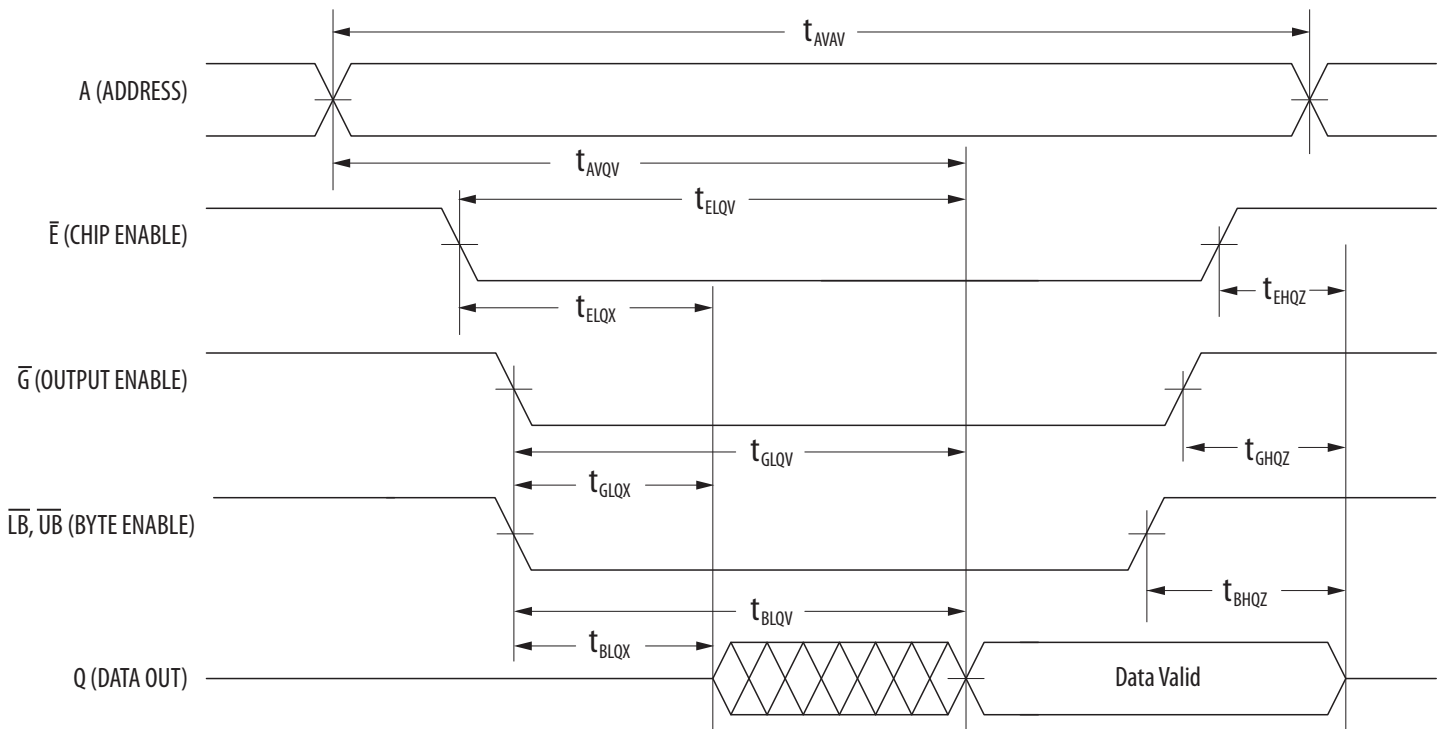 tAVAV
A (ADDRESS)
tAVQV
tELQV
E̅ (CHIP ENABLE)
tEHQZ
tELQX
G̅ (OUTPUT ENABLE)
tGLQV
tGHQZ
tGLQX
L̅B̅, U̅B̅ (BYTE ENABLE)
tBHQZ
tBLQV
tBLQX
Q (DATA OUT)
Data Valid